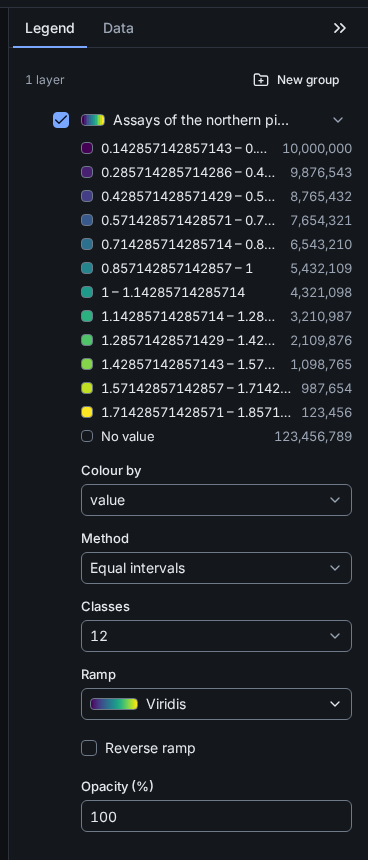 Legend Data
1 layer New group
Assays of the northern pi...
0.142857142857143 – 0.... 10,000,000
0.285714285714286 – 0.4... 9,876,543
0.428571428571429 – 0.5... 8,765,432
0.571428571428571 – 0.7... 7,654,321
0.714285714285714 – 0.8... 6,543,210
0.857142857142857 – 1 5,432,109
1 – 1.14285714285714 4,321,098
1.14285714285714 – 1.28... 3,210,987
1.28571428571429 – 1.42... 2,109,876
1.42857142857143 – 1.57... 1,098,765
1.57142857142857 – 1.7142... 987,654
1.71428571428571 – 1.8571... 123,456
No value 123,456,789
Colour by
value
Method
Equal intervals
Classes
12
Ramp
Viridis
Reverse ramp
Opacity (%)
100